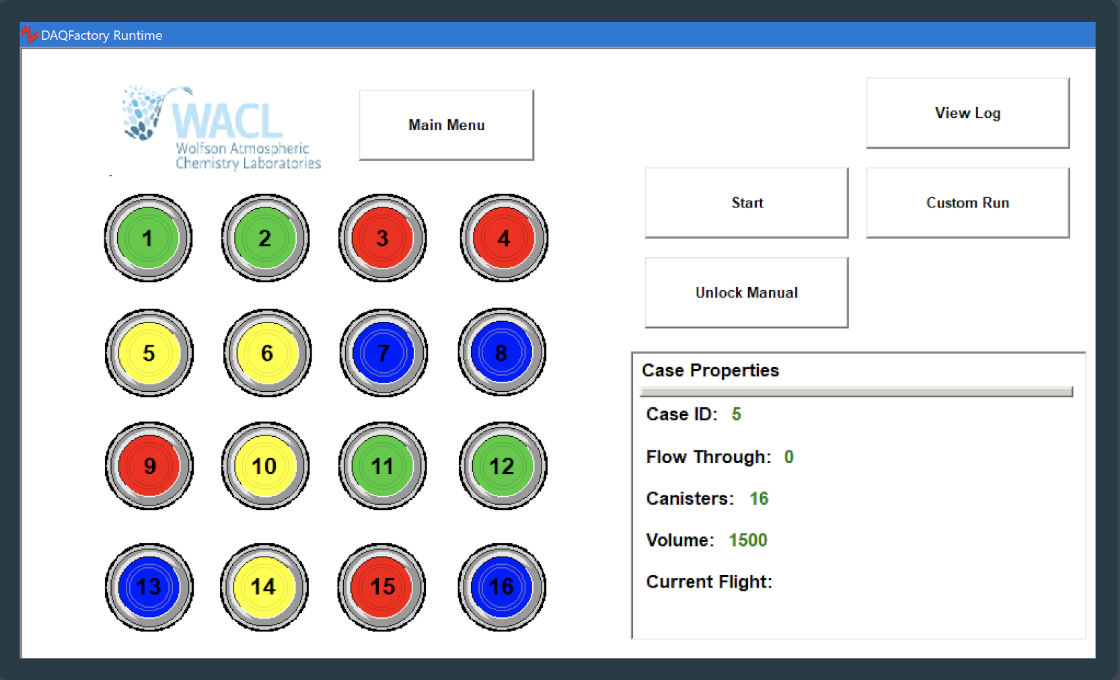 DAQFactory Runtime
WACL
Wolfson Atmospheric
Chemistry Laboratories
Main Menu
View Log
Start
Custom Run
Unlock Manual
1 2 3 4
5 6 7 8
9 10 11 12
13 14 15 16
Case Properties
Case ID: 5
Flow Through: 0
Canisters: 16
Volume: 1500
Current Flight: